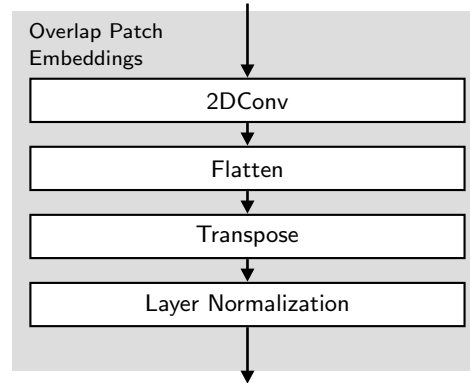 Overlap Patch
Embeddings
2DConv
Flatten
Transpose
Layer Normalization